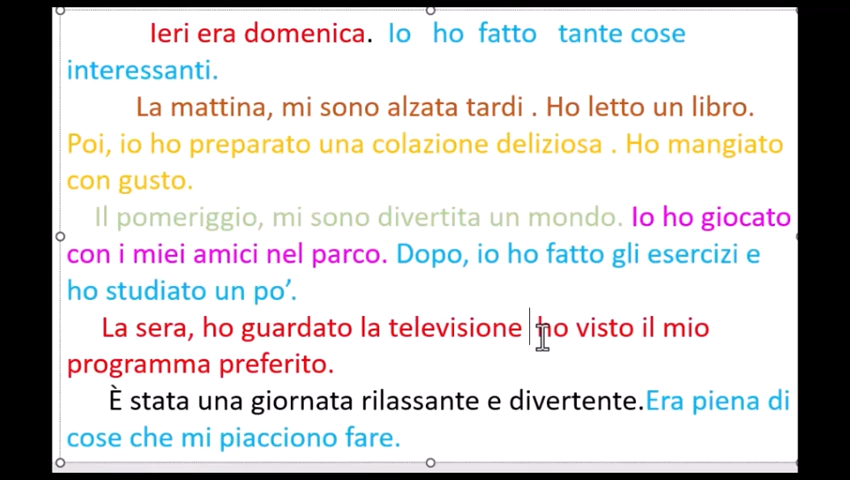 Ieri era domenica. Io ho fatto tante cose
interessanti.
La mattina, mi sono alzata tardi . Ho letto un libro.
Poi, io ho preparato una colazione deliziosa . Ho mangiato
con gusto.
Il pomeriggio, mi sono divertita un mondo. Io ho giocato
con i miei amici nel parco. Dopo, io ho fatto gli esercizi e
ho studiato un po’.
La sera, ho guardato la televisione ho visto il mio
programma preferito.
È stata una giornata rilassante e divertente.Era piena di
cose che mi piacciono fare.